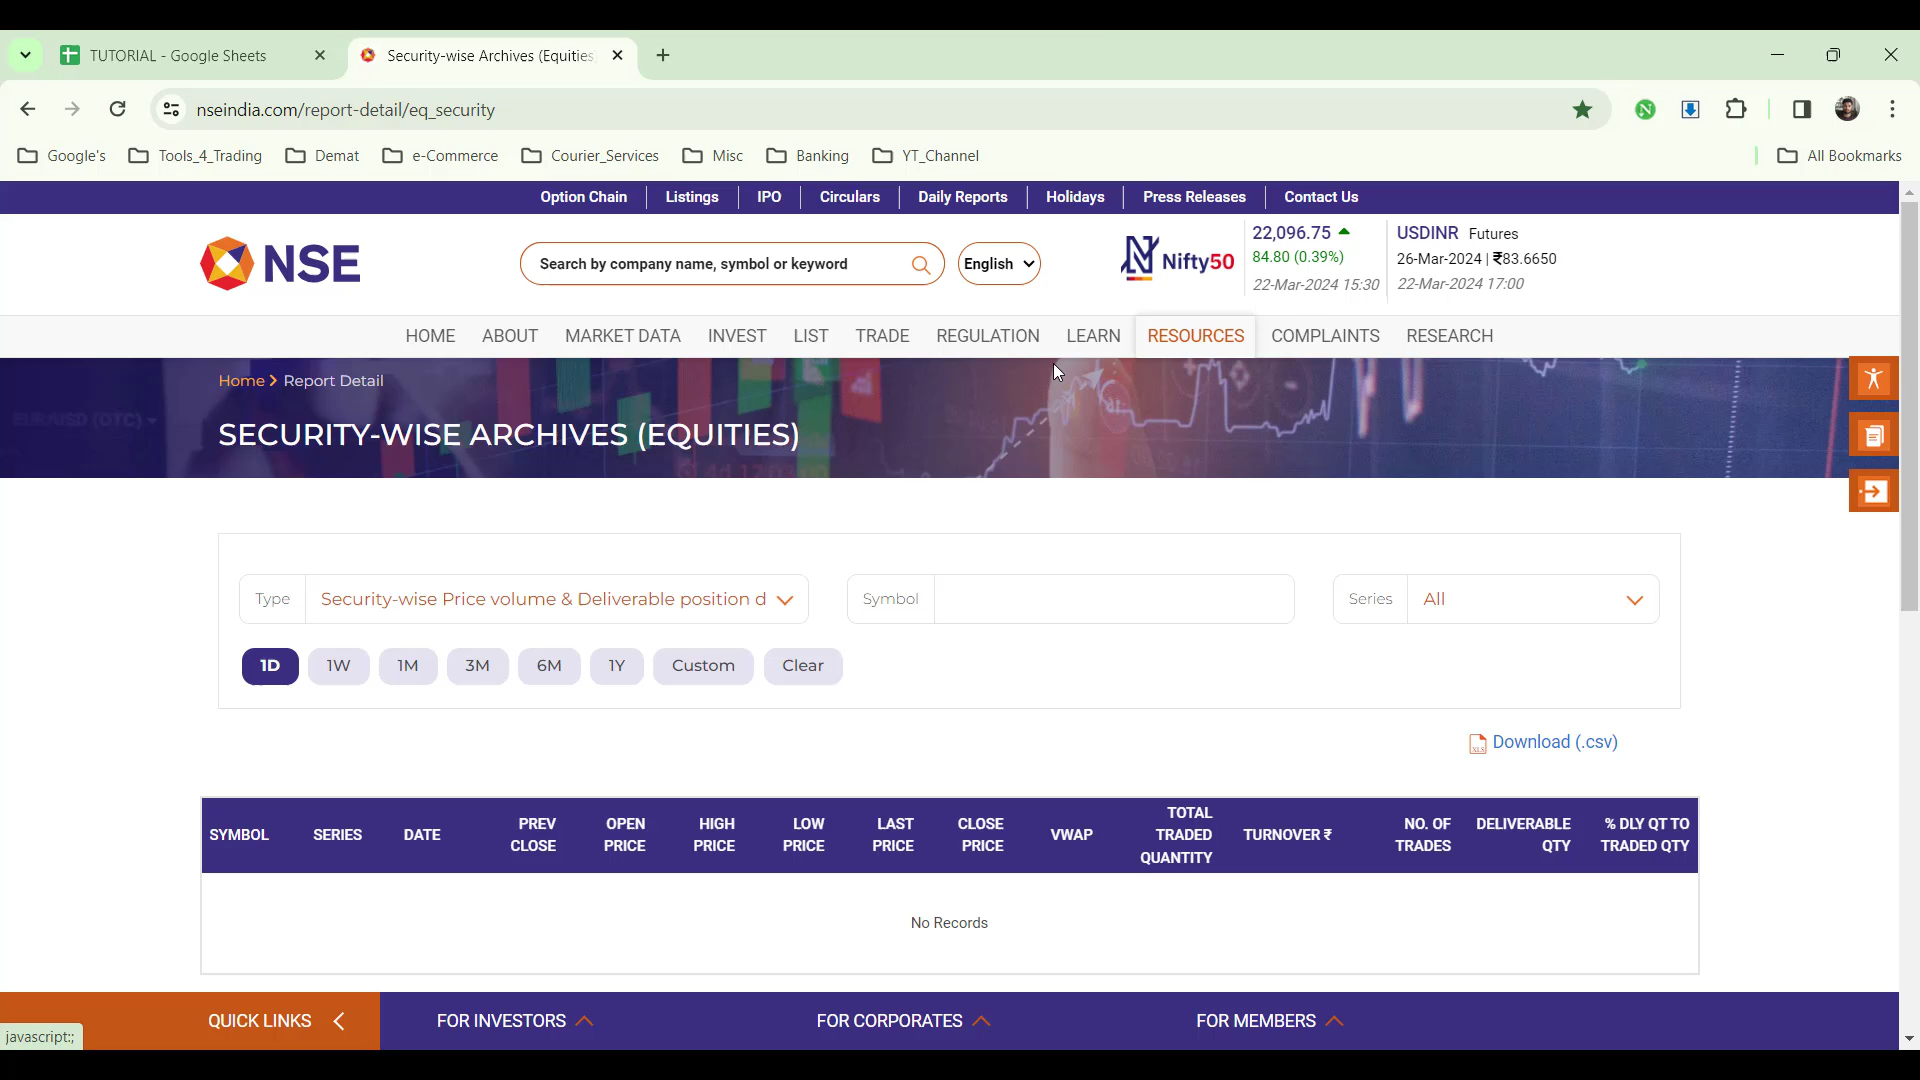 TUTORIAL - Google Sheets
Security-wise Archives (Equities
nseindia.com/report-detail/eq_security
Google's Tools_4_Trading Demat e-Commerce Courier_Services Misc Banking YT_Channel All Bookmarks
Option Chain Listings IPO Circulars Daily Reports Holidays Press Releases Contact Us
NSE
Search by company name, symbol or keyword
English
Nifty50
22,096.75
84.80 (0.39%)
22-Mar-2024 15:30
USDINR Futures
26-Mar-2024 | ₹83.6650
22-Mar-2024 17:00
HOME ABOUT MARKET DATA INVEST LIST TRADE REGULATION LEARN RESOURCES COMPLAINTS RESEARCH
Home Report Detail
SECURITY-WISE ARCHIVES (EQUITIES)
Type Security-wise Price volume & Deliverable position d Symbol Series All
1D 1W 1M 3M 6M 1Y Custom Clear
Download (.csv)
SYMBOL
SERIES
DATE
PREV
CLOSE
OPEN
PRICE
HIGH
PRICE
LOW
PRICE
LAST
PRICE
CLOSE
PRICE
VWAP
TOTAL
TRADED
QUANTITY
TURNOVER ₹
NO. OF
TRADES
DELIVERABLE
QTY
% DLY QT TO
TRADED QTY
No Records
QUICK LINKS FOR INVESTORS FOR CORPORATES FOR MEMBERS
javascript:;